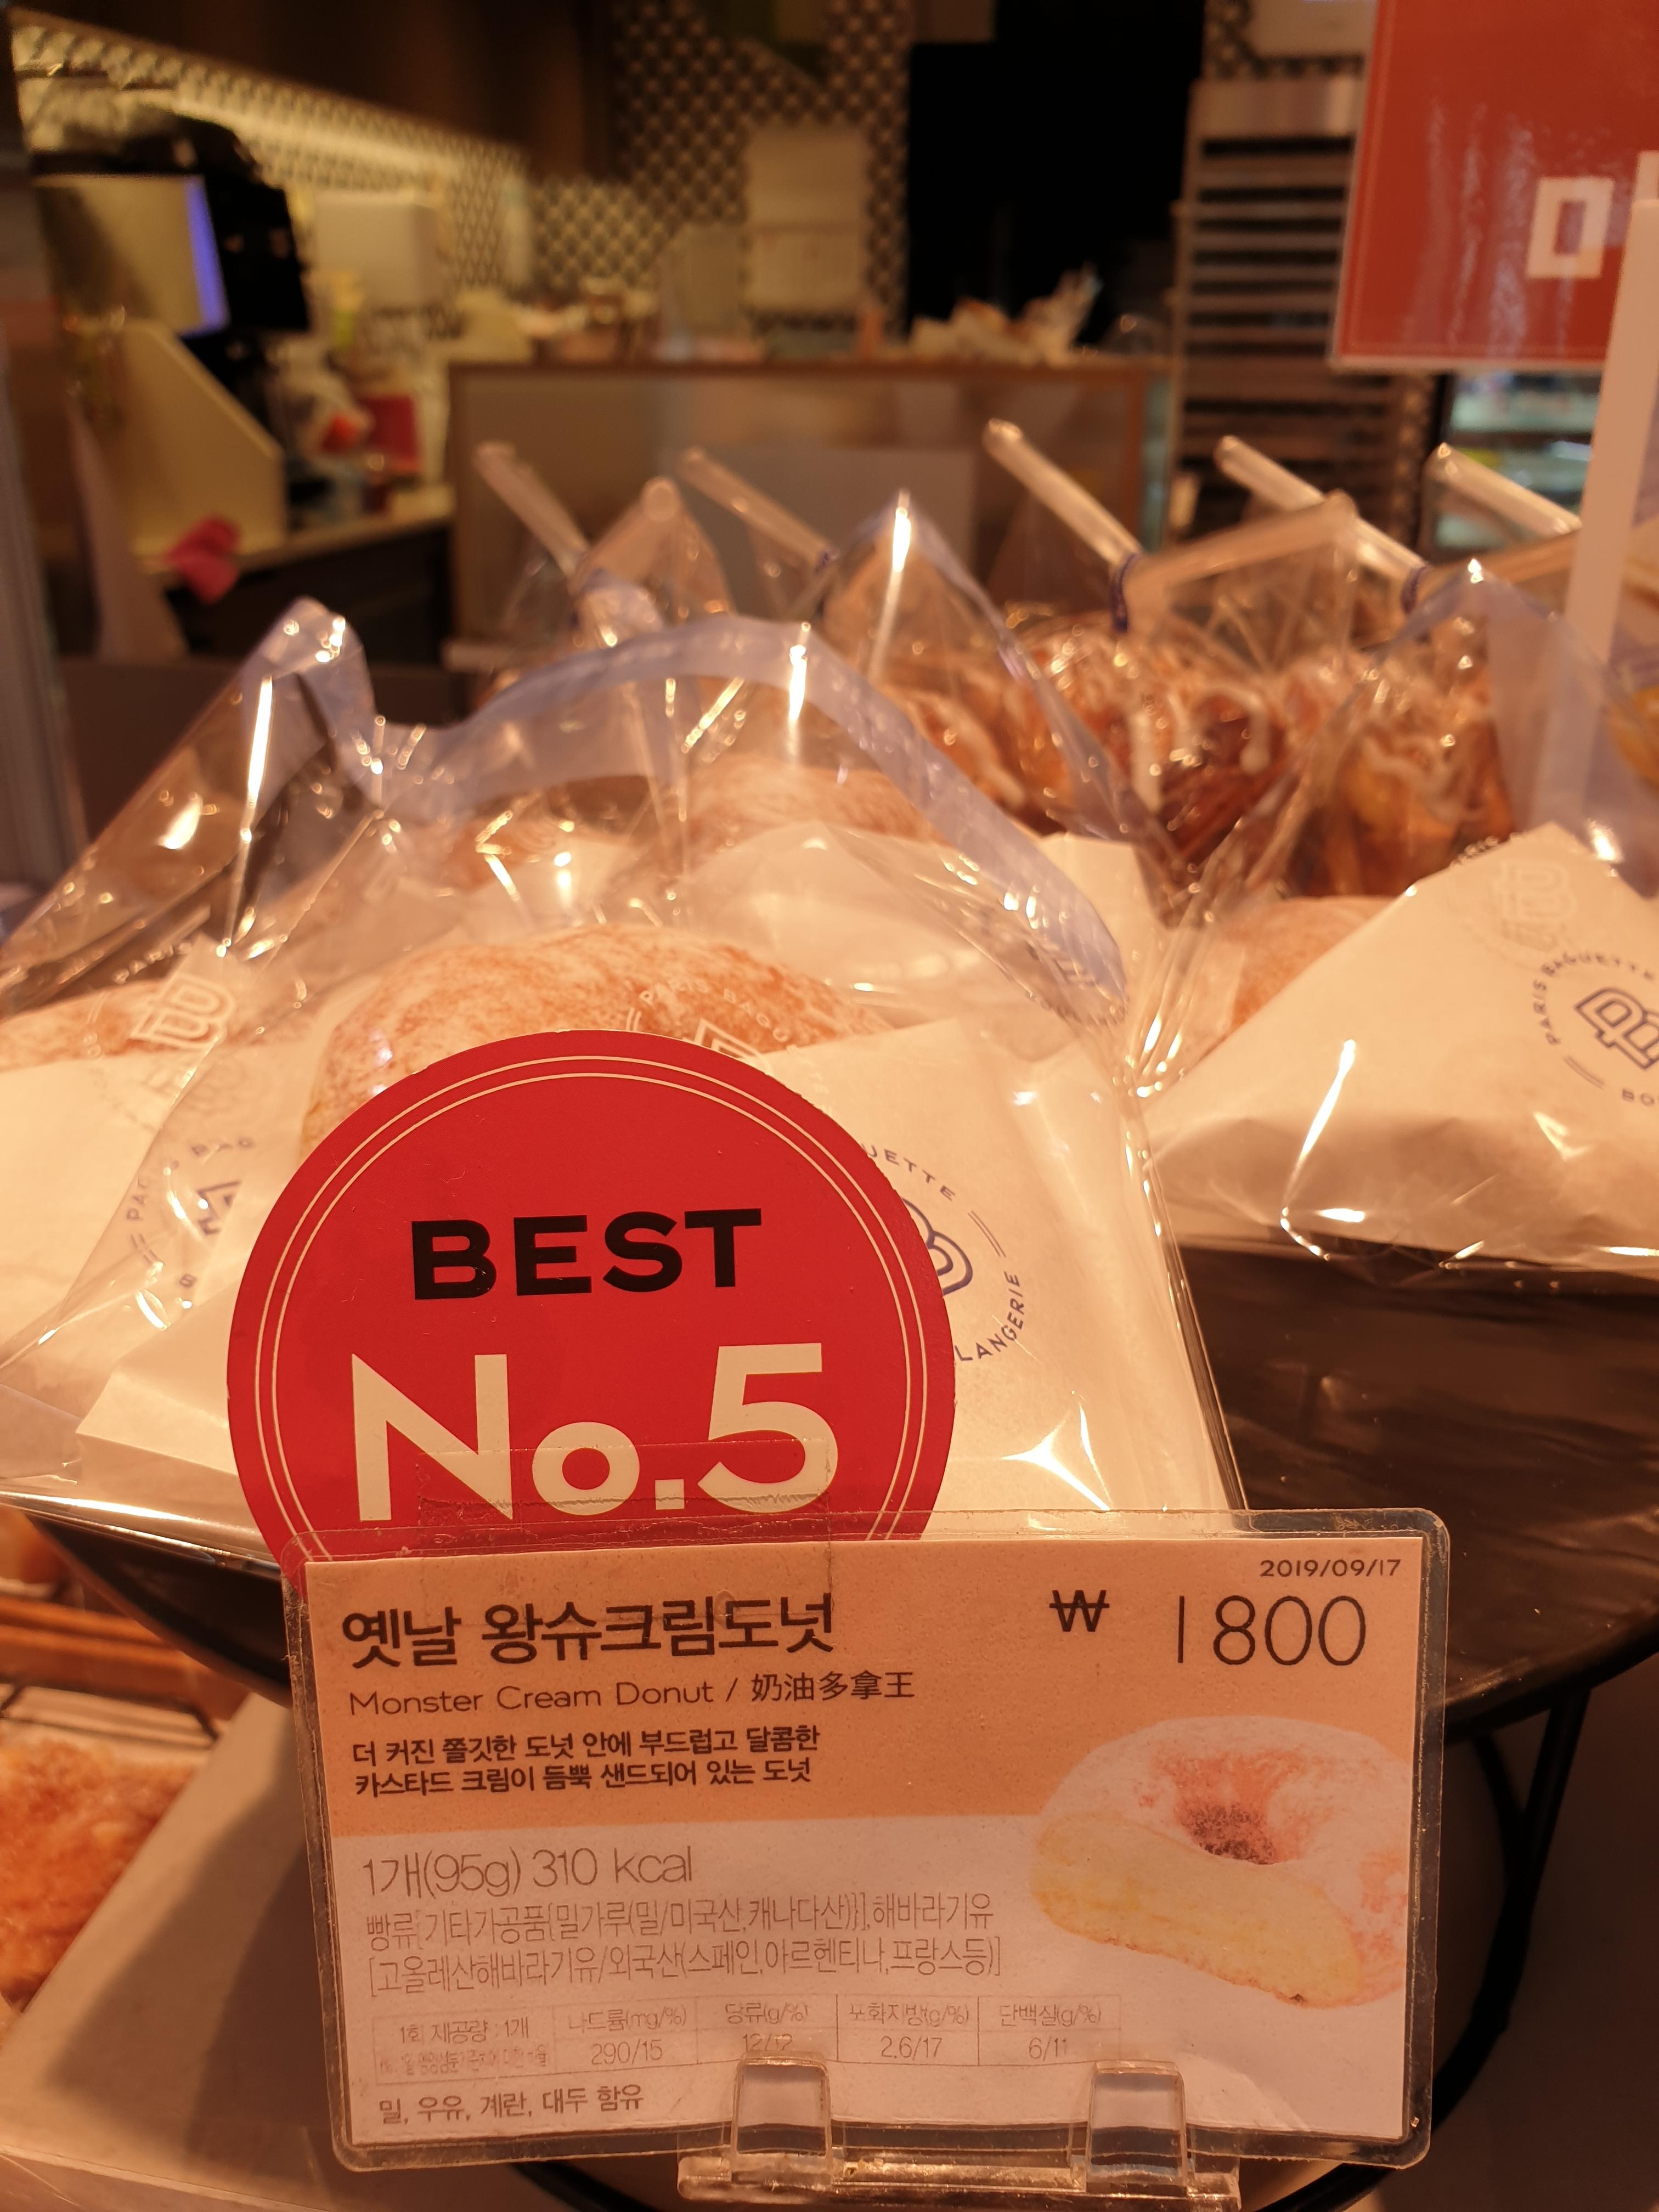 ㅁ
PARIS BAGUETTE
BEST
No.5
UETTE
LANGERIE
2019/09/17
옛날 왕슈크림도넛
₩ 1800
Monster Cream Donut / 奶油多拿王
더 커진 쫄깃한 도넛 안에 부드럽고 달콤한
카스타드 크림이 듬뿍 샌드되어 있는 도넛
1개(95g) 310 kcal
빵류[기타가공품{밀가루(밀/미국산,캐나다산)}],해바라기유
[고올레산해바라기유/외국산(스페인,아르헨티나,프랑스등)]
1회 제공량 : 1개 나트륨(mg/%) 당류(g/%) 포화지방(g/%) 단백질(g/%)
290/15 12/12 2.6/17 6/11
밀, 우유, 계란, 대두 함유